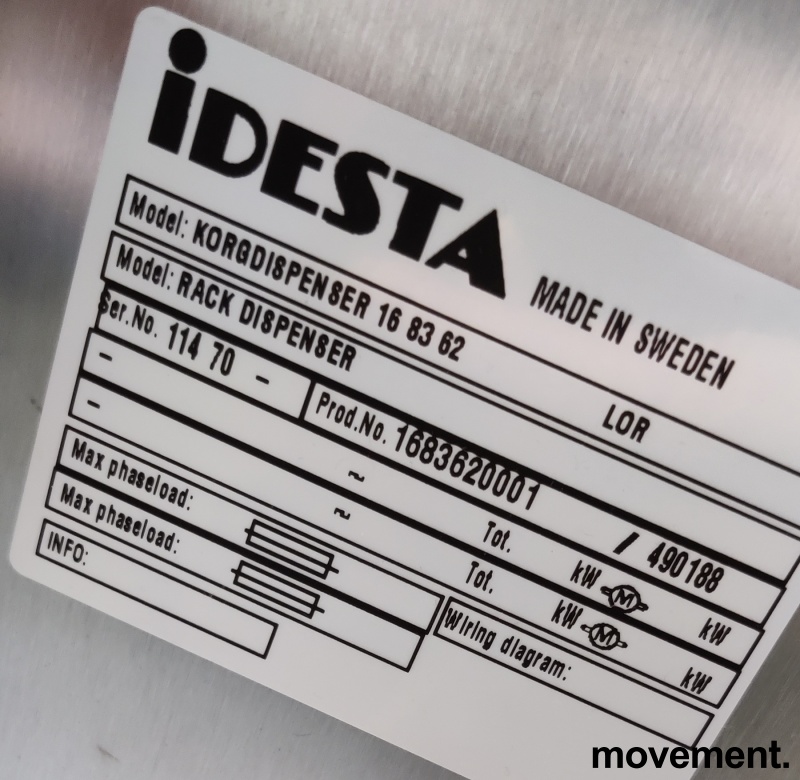 iDESTA
MADE IN SWEDEN
Model: KORGDISPENSER 16 83 62 LOR
Model: RACK DISPENSER
Ser.No. 114 70 - Prod.No. 1683620001 / 490188
- ~ Tot. kW M kW
- ~ Tot. kW M kW
Max phaseload:
Max phaseload:
Wiring diagram:
INFO:
movement.